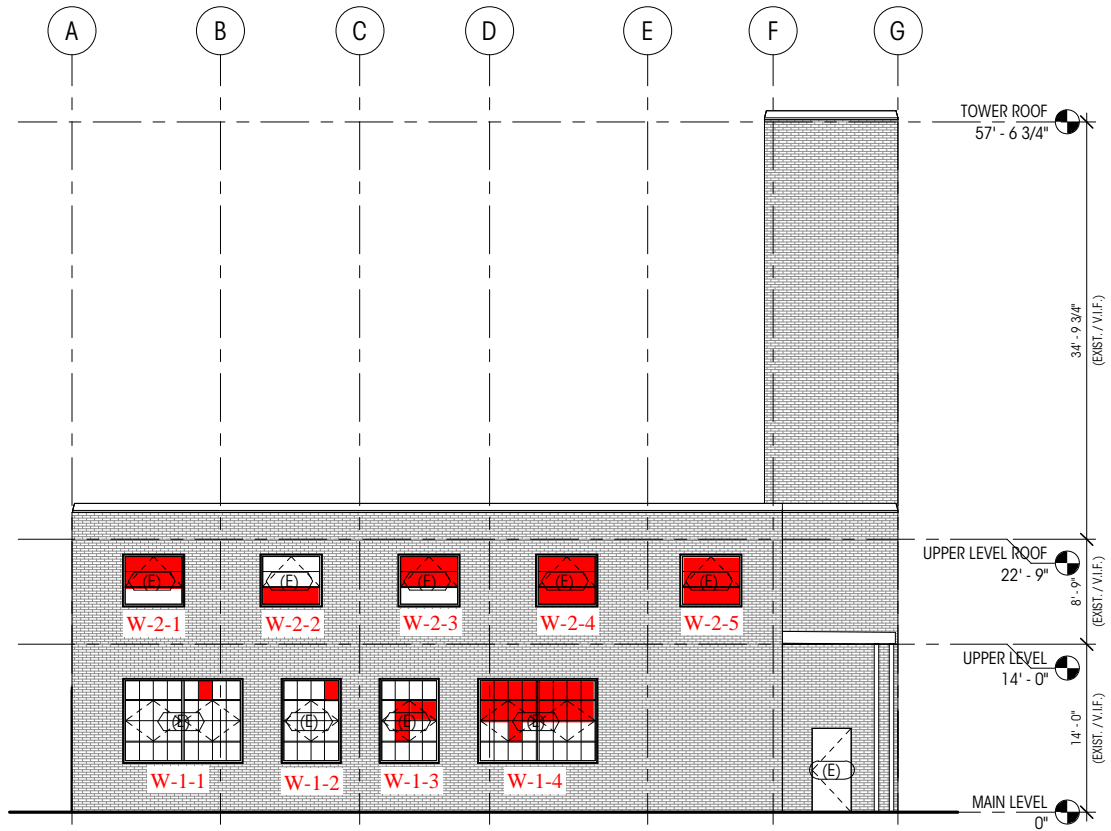 A B C D E F G
TOWER ROOF
57' - 6 3/4"
34' - 9 3/4"
(EXIST. / V.I.F.)
UPPER LEVEL ROOF
22' - 9"
8' - 9"
(EXIST. / V.I.F.)
(E) (E) (E) (E) (E)
W-2-1 W-2-2 W-2-3 W-2-4 W-2-5
UPPER LEVEL
14' - 0"
14' - 0"
(EXIST. / V.I.F.)
(E)
W-1-1 W-1-2 W-1-3 W-1-4
(E)
MAIN LEVEL
0"